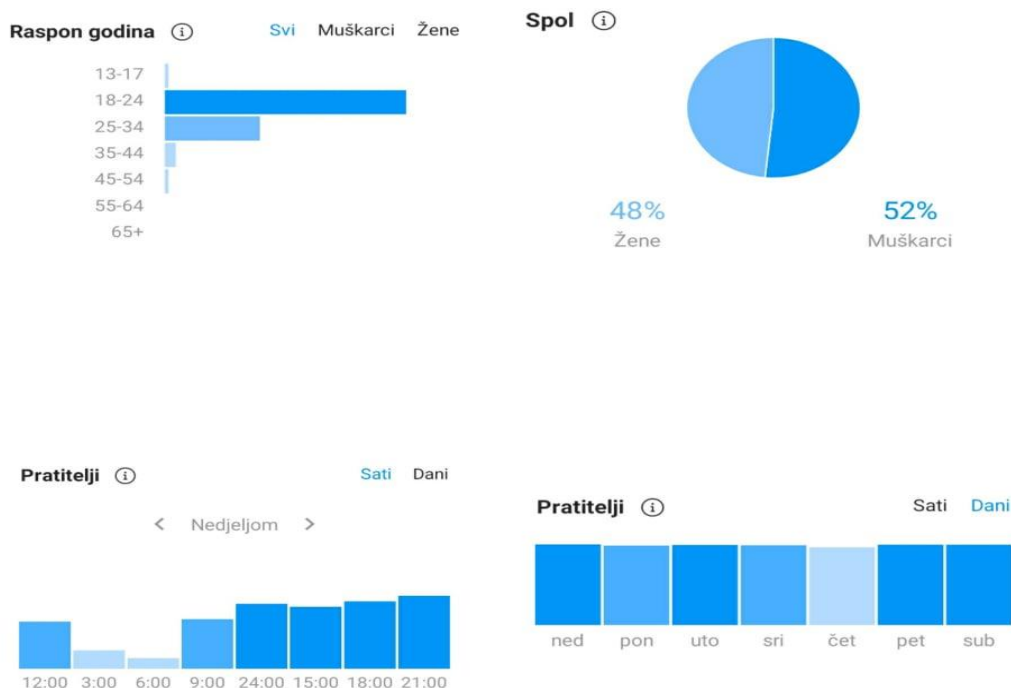 Raspon godina
Svi Muškarci Žene
13-17
18-24
25-34
35-44
45-54
55-64
65+
Spol
48%
Žene
52%
Muškarci
Pratitelji
Sati Dani
< Nedjeljom >
12:00 3:00 6:00 9:00 24:00 15:00 18:00 21:00
Pratitelji
Sati Dani
ned pon uto sri čet pet sub